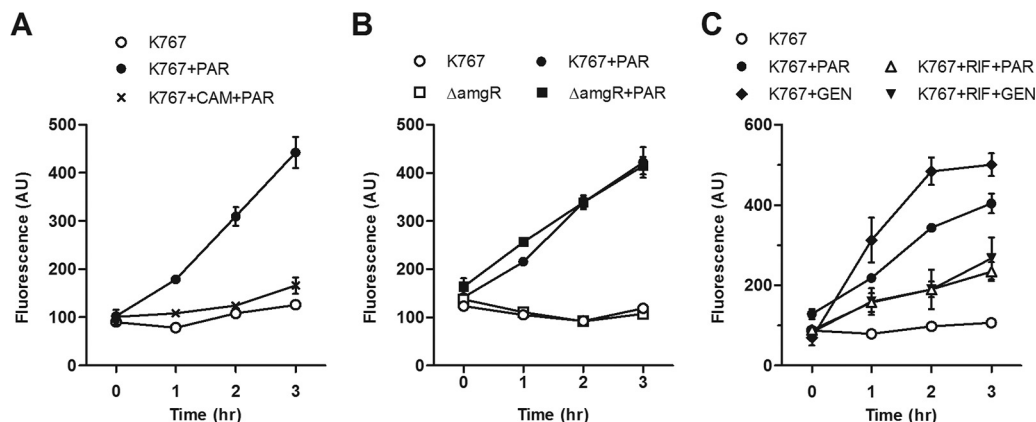 A
K767
K767+PAR
K767+CAM+PAR
500
400
300
200
100
0
Fluorescence (AU)
0 1 2 3
Time (hr)
B
K767 K767+PAR
ΔamgR ΔamgR+PAR
500
400
300
200
100
0
Fluorescence (AU)
0 1 2 3
Time (hr)
C
K767
K767+PAR K767+RIF+PAR
K767+GEN K767+RIF+GEN
600
400
200
0
Fluorescence (AU)
0 1 2 3
Time (hr)